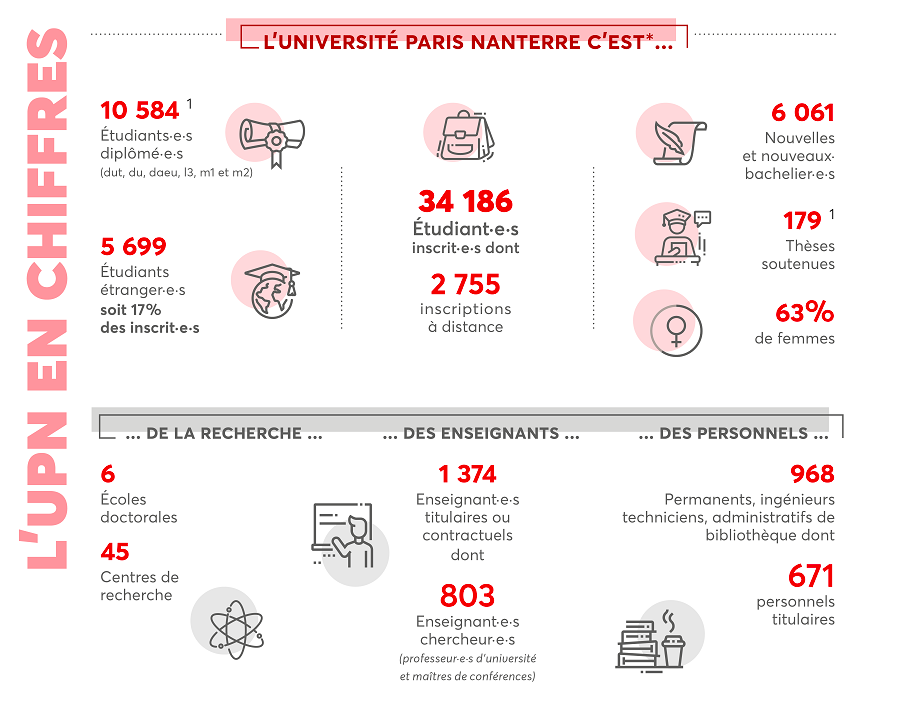 L'UPN EN CHIFFRES
L'UNIVERSITÉ PARIS NANTERRE C'EST*...
10 584 1
Étudiants·e·s
diplômé·e·s
(dut, du, daeu, l3, m1 et m2)
5 699
Étudiants
étranger·e·s
soit 17%
des inscrit·e·s
34 186
Étudiant·e·s
inscrit·e·s dont
2 755
inscriptions
à distance
6 061
Nouvelles
et nouveaux·
bachelier·e·s
179 1
Thèses
soutenues
63%
de femmes
... DE LA RECHERCHE ...
6
Écoles
doctorales
45
Centres de
recherche
... DES ENSEIGNANTS ...
1 374
Enseignant·e·s
titulaires ou
contractuels
dont
803
Enseignant·e·s
chercheur·e·s
(professeur·e·s d'université
et maîtres de conférences)
... DES PERSONNELS ...
968
Permanents, ingénieurs
techniciens, administratifs de
bibliothèque dont
671
personnels
titulaires